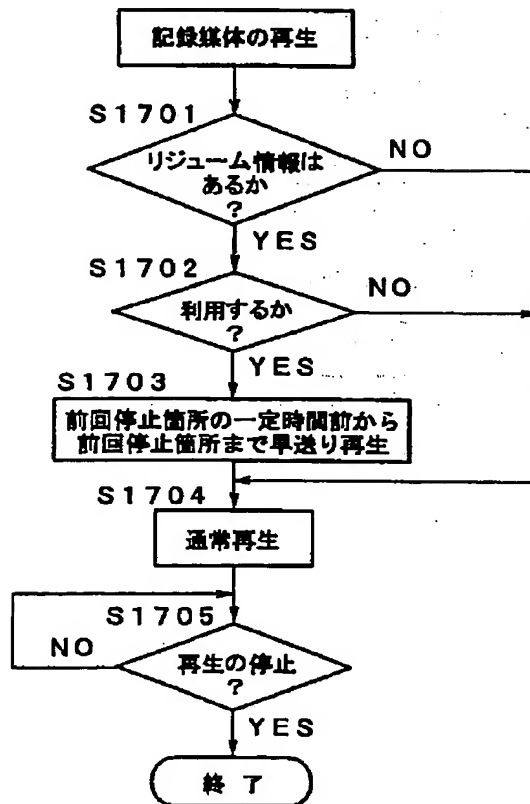 記録媒体の再生
S1701
リジューム情報は
あるか
?
NO
YES
S1702
利用するか
?
NO
YES
S1703
前回停止箇所の一定時間前から
前回停止箇所まで早送り再生
S1704
通常再生
S1705
NO
再生の停止
?
YES
終了